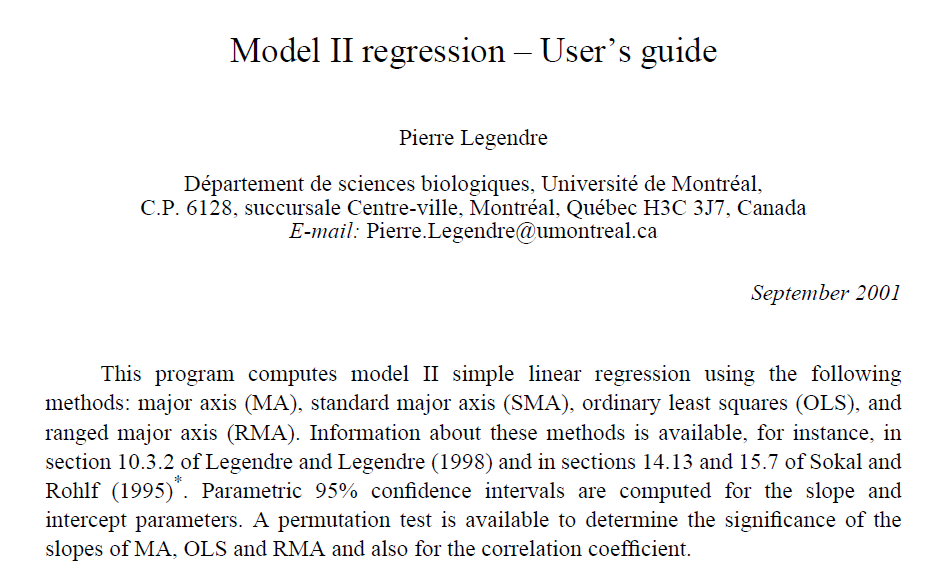 Model II regression – User’s guide
Pierre Legendre
Département de sciences biologiques, Université de Montréal,
C.P. 6128, succursale Centre-ville, Montréal, Québec H3C 3J7, Canada
E-mail: Pierre.Legendre@umontreal.ca
September 2001
This program computes model II simple linear regression using the following
methods: major axis (MA), standard major axis (SMA), ordinary least squares (OLS), and
ranged major axis (RMA). Information about these methods is available, for instance, in
section 10.3.2 of Legendre and Legendre (1998) and in sections 14.13 and 15.7 of Sokal and
Rohlf (1995)*. Parametric 95% confidence intervals are computed for the slope and
intercept parameters. A permutation test is available to determine the significance of the
slopes of MA, OLS and RMA and also for the correlation coefficient.